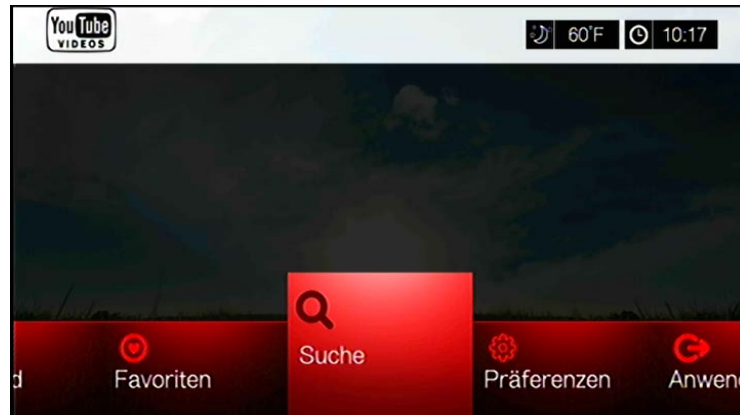 You Tube
VIDEOS
60°F
10:17
Suche
Favoriten
Präferenzen